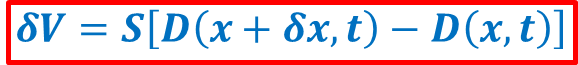 δV = S[D(x + δx, t) − D(x, t)]